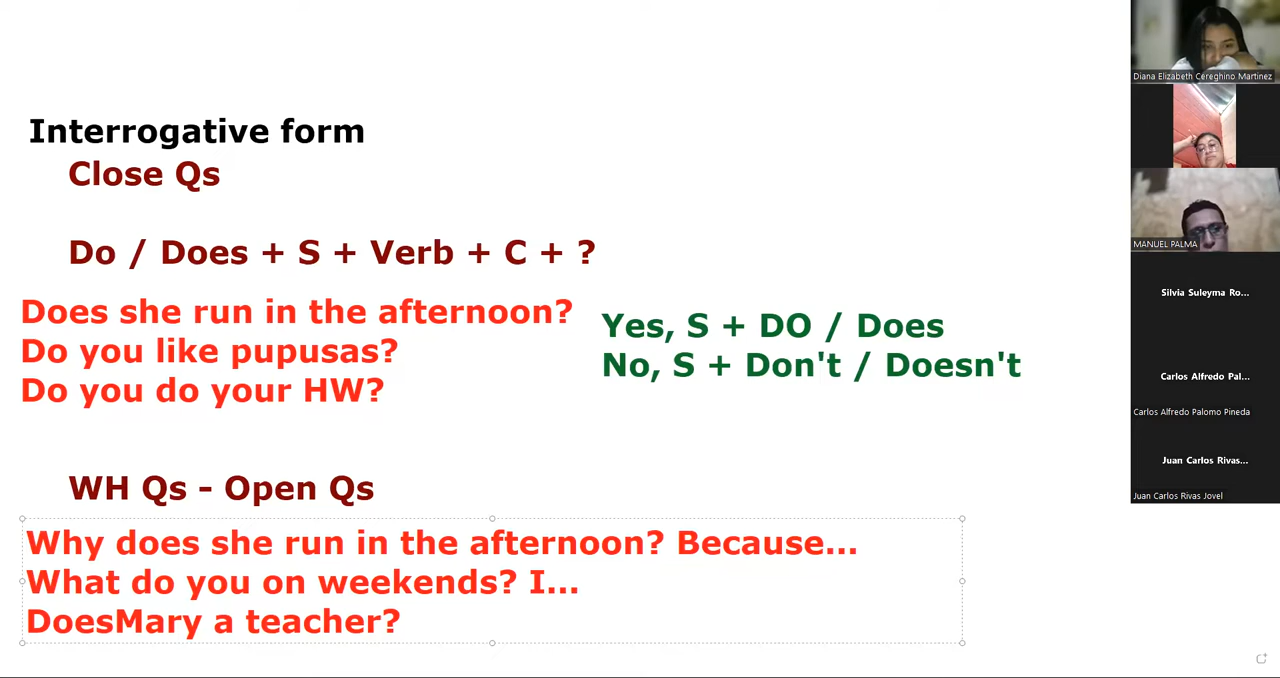 Interrogative form
Close Qs
Do / Does + S + Verb + C + ?
Does she run in the afternoon?
Do you like pupusas?
Do you do your HW?
Yes, S + DO / Does
No, S + Don't / Doesn't
WH Qs - Open Qs
Why does she run in the afternoon? Because...
What do you on weekends? I...
DoesMary a teacher?
Diana Elizabeth Cereghino Martinez
MANUEL PALMA
Silvia Suleyma Ro...
Carlos Alfredo Pal...
Carlos Alfredo Palomo Pineda
Juan Carlos Rivas...
Juan Carlos Rivas Jovel